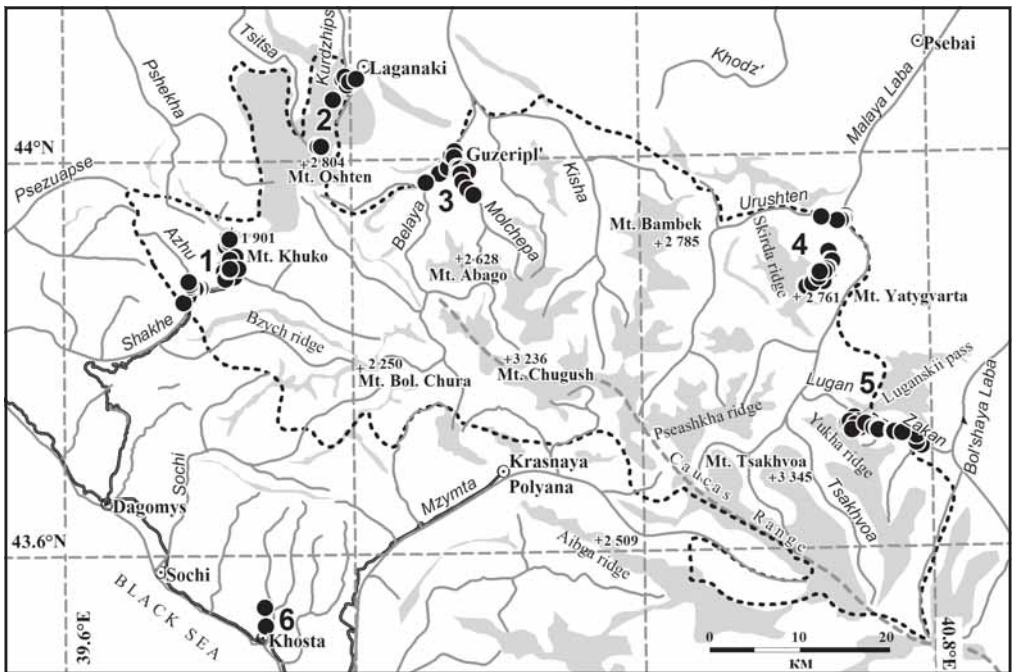 Psebai
Tsitsa
Kurdzhips
Laganaki
Khodz'
Pshekha
Malaya Laba
2
44°N
+2 804
Mt. Oshten
Guzeripl'
Psezuapse
Kisha
Belaya
3
Molchepa
Urushten
Mt. Bambek
+2 785
Skirda ridge
4
Azhu
1 901
1
Mt. Khuko
+2 628
Mt. Abago
+2 761
Mt. Yatygvarta
Shakhe
Bzych ridge
+2 250
Mt. Bol. Chura
+3 236
Mt. Chugush
Luganskii pass
Lugan
5
Zakan
Yukha ridge
Bol'shaya Laba
Pseashkha ridge
Caucas Range
Mt. Tsakhvoa
+3 345
Tsakhvoa
Krasnaya
Polyana
Mzymta
Sochi
Dagomys
43.6°N
+2 509
Aibga ridge
Sochi
BLACK SEA
6
Khosta
39.6°E
40.8°E
0 10 20
KM